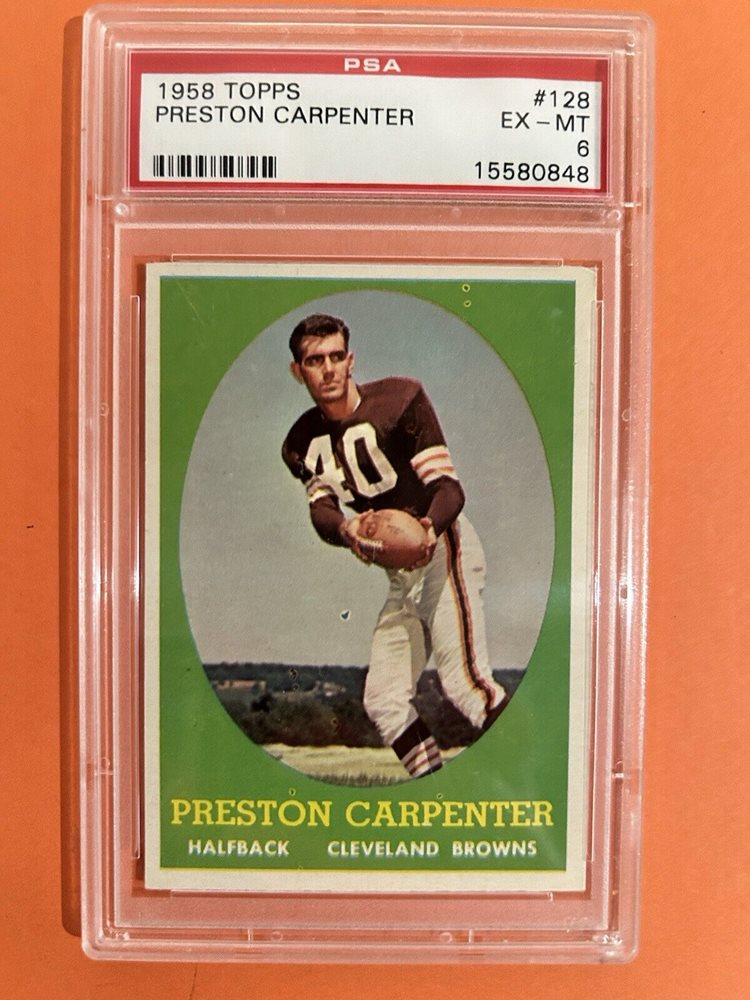 PSA
1958 TOPPS #128
PRESTON CARPENTER EX-MT
6
15580848
40
PRESTON CARPENTER
HALFBACK CLEVELAND BROWNS